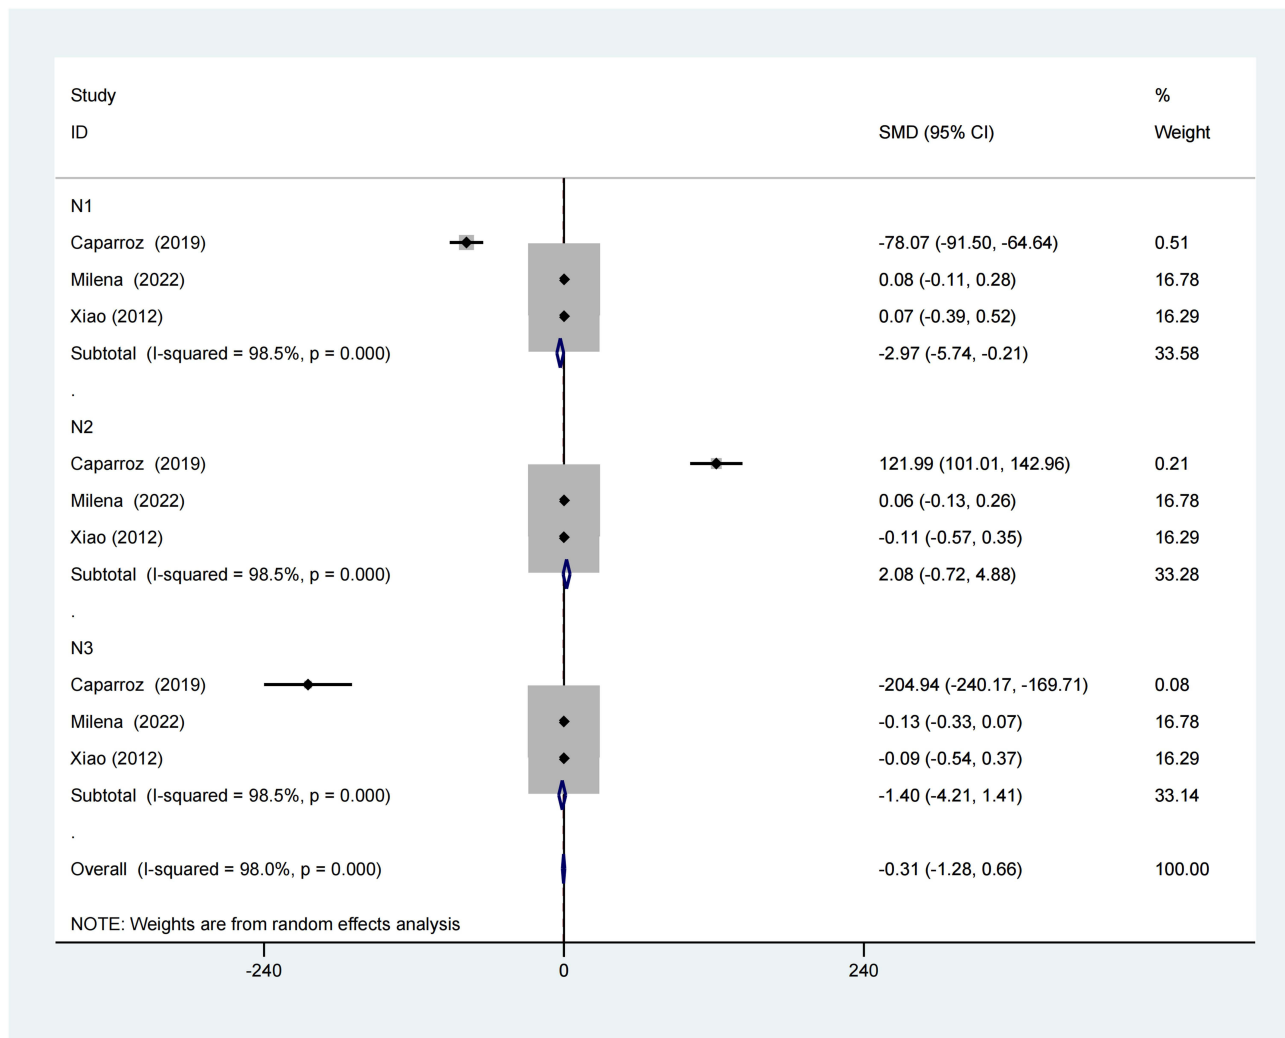 Study %
ID SMD (95% CI) Weight
N1
Caparroz (2019) -78.07 (-91.50, -64.64) 0.51
Milena (2022) 0.08 (-0.11, 0.28) 16.78
Xiao (2012) 0.07 (-0.39, 0.52) 16.29
Subtotal (I-squared = 98.5%, p = 0.000) -2.97 (-5.74, -0.21) 33.58
.
N2
Caparroz (2019) 121.99 (101.01, 142.96) 0.21
Milena (2022) 0.06 (-0.13, 0.26) 16.78
Xiao (2012) -0.11 (-0.57, 0.35) 16.29
Subtotal (I-squared = 98.5%, p = 0.000) 2.08 (-0.72, 4.88) 33.28
.
N3
Caparroz (2019) -204.94 (-240.17, -169.71) 0.08
Milena (2022) -0.13 (-0.33, 0.07) 16.78
Xiao (2012) -0.09 (-0.54, 0.37) 16.29
Subtotal (I-squared = 98.5%, p = 0.000) -1.40 (-4.21, 1.41) 33.14
.
Overall (I-squared = 98.0%, p = 0.000) -0.31 (-1.28, 0.66) 100.00
NOTE: Weights are from random effects analysis
-240 0 240